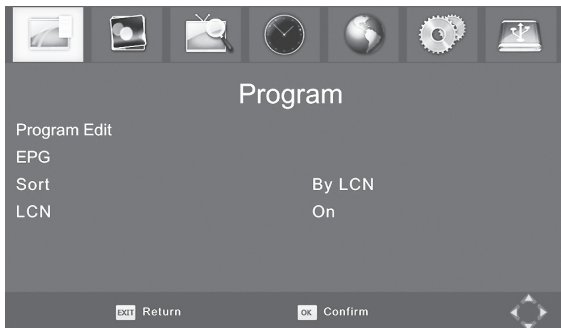 Program
Program Edit
EPG
Sort By LCN
LCN On
EXIT Return OK Confirm